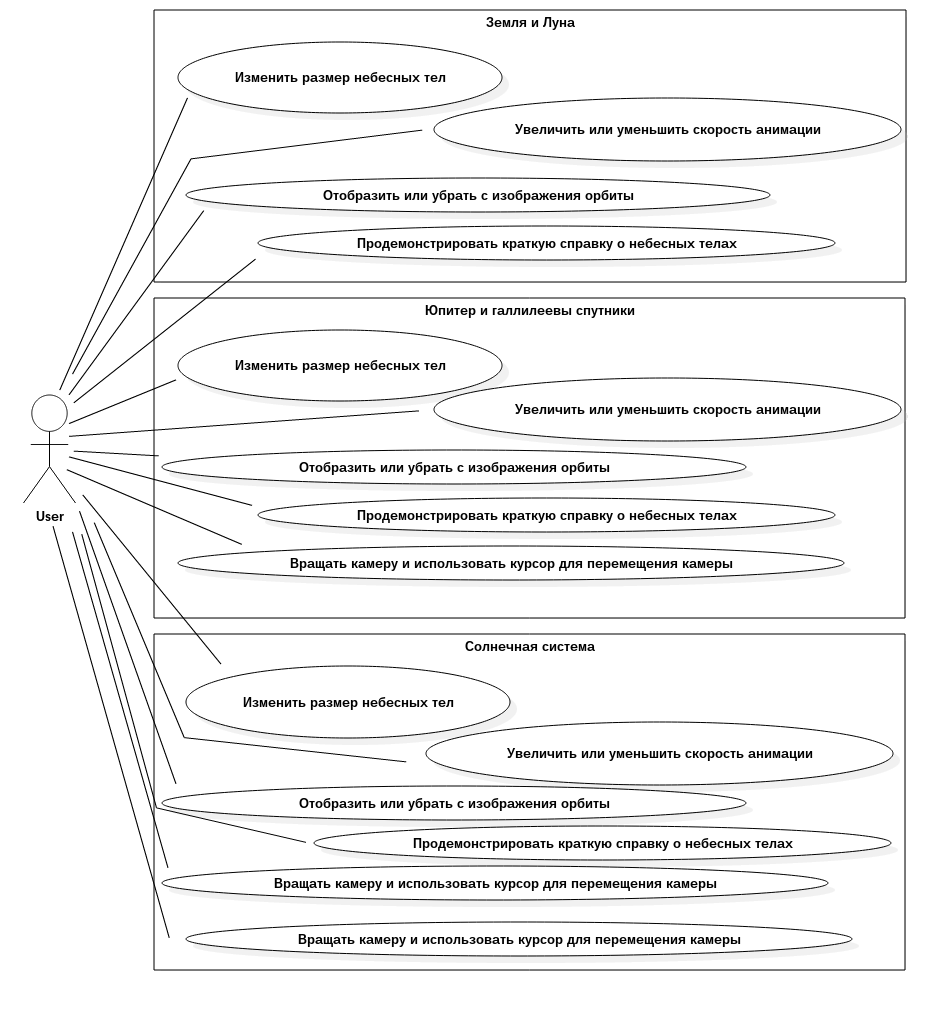 Земля и Луна
Изменить размер небесных тел
Увеличить или уменьшить скорость анимации
Отобразить или убрать с изображения орбиты
Продемонстрировать краткую справку о небесных телах
Юпитер и галлилеевы спутники
Изменить размер небесных тел
Увеличить или уменьшить скорость анимации
Отобразить или убрать с изображения орбиты
Продемонстрировать краткую справку о небесных телах
User
Вращать камеру и использовать курсор для перемещения камеры
Солнечная система
Изменить размер небесных тел
Увеличить или уменьшить скорость анимации
Отобразить или убрать с изображения орбиты
Продемонстрировать краткую справку о небесных телах
Вращать камеру и использовать курсор для перемещения камеры
Вращать камеру и использовать курсор для перемещения камеры